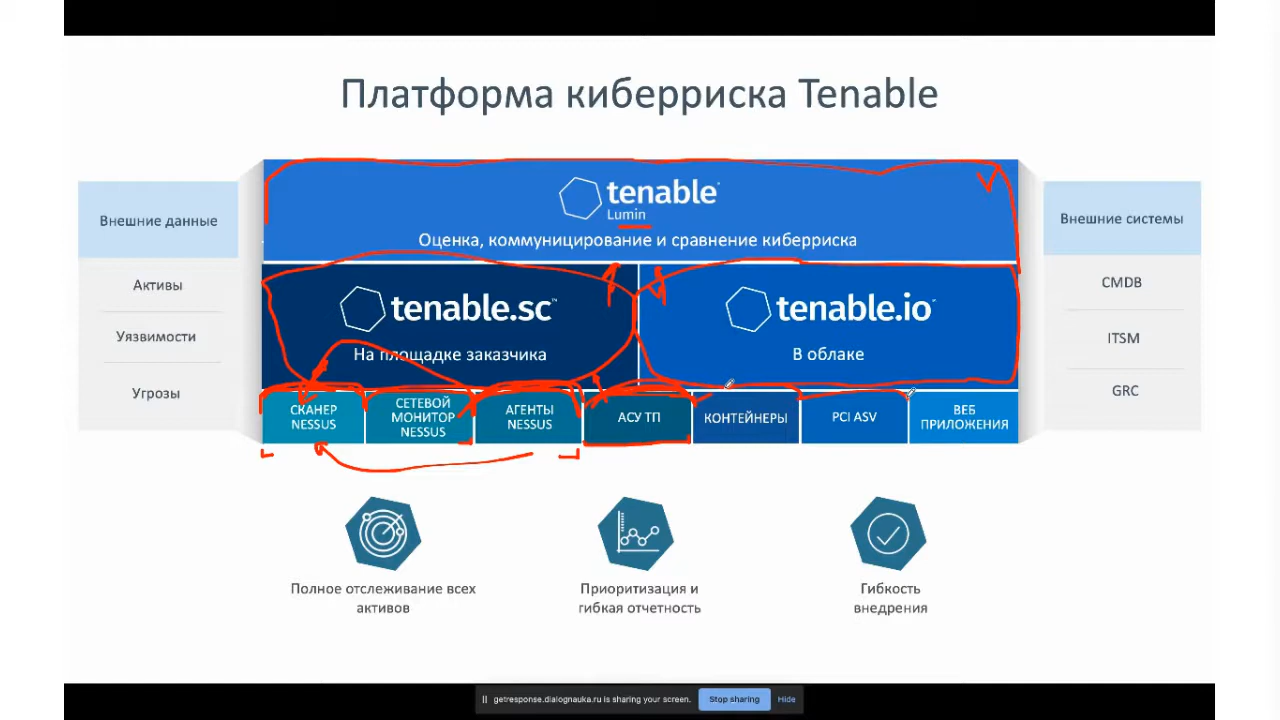 Платформа киберриска Tenable
Внешние данные
Активы
Уязвимости
Угрозы
tenable
Lumin
Оценка, коммуницирование и сравнение киберриска
tenable.sc™
На площадке заказчика
tenable.io
В облаке
СКАНЕР
NESSUS
СЕТЕВОЙ
МОНИТОР
NESSUS
АГЕНТЫ
NESSUS
АСУ ТП
КОНТЕЙНЕРЫ
PCI ASV
ВЕБ
ПРИЛОЖЕНИЯ
Внешние системы
CMDB
ITSM
GRC
Полное отслеживание всех
активов
Приоритизация и
гибкая отчетность
Гибкость
внедрения
getresponse.dialognauka.ru is sharing your screen.
Stop sharing
Hide